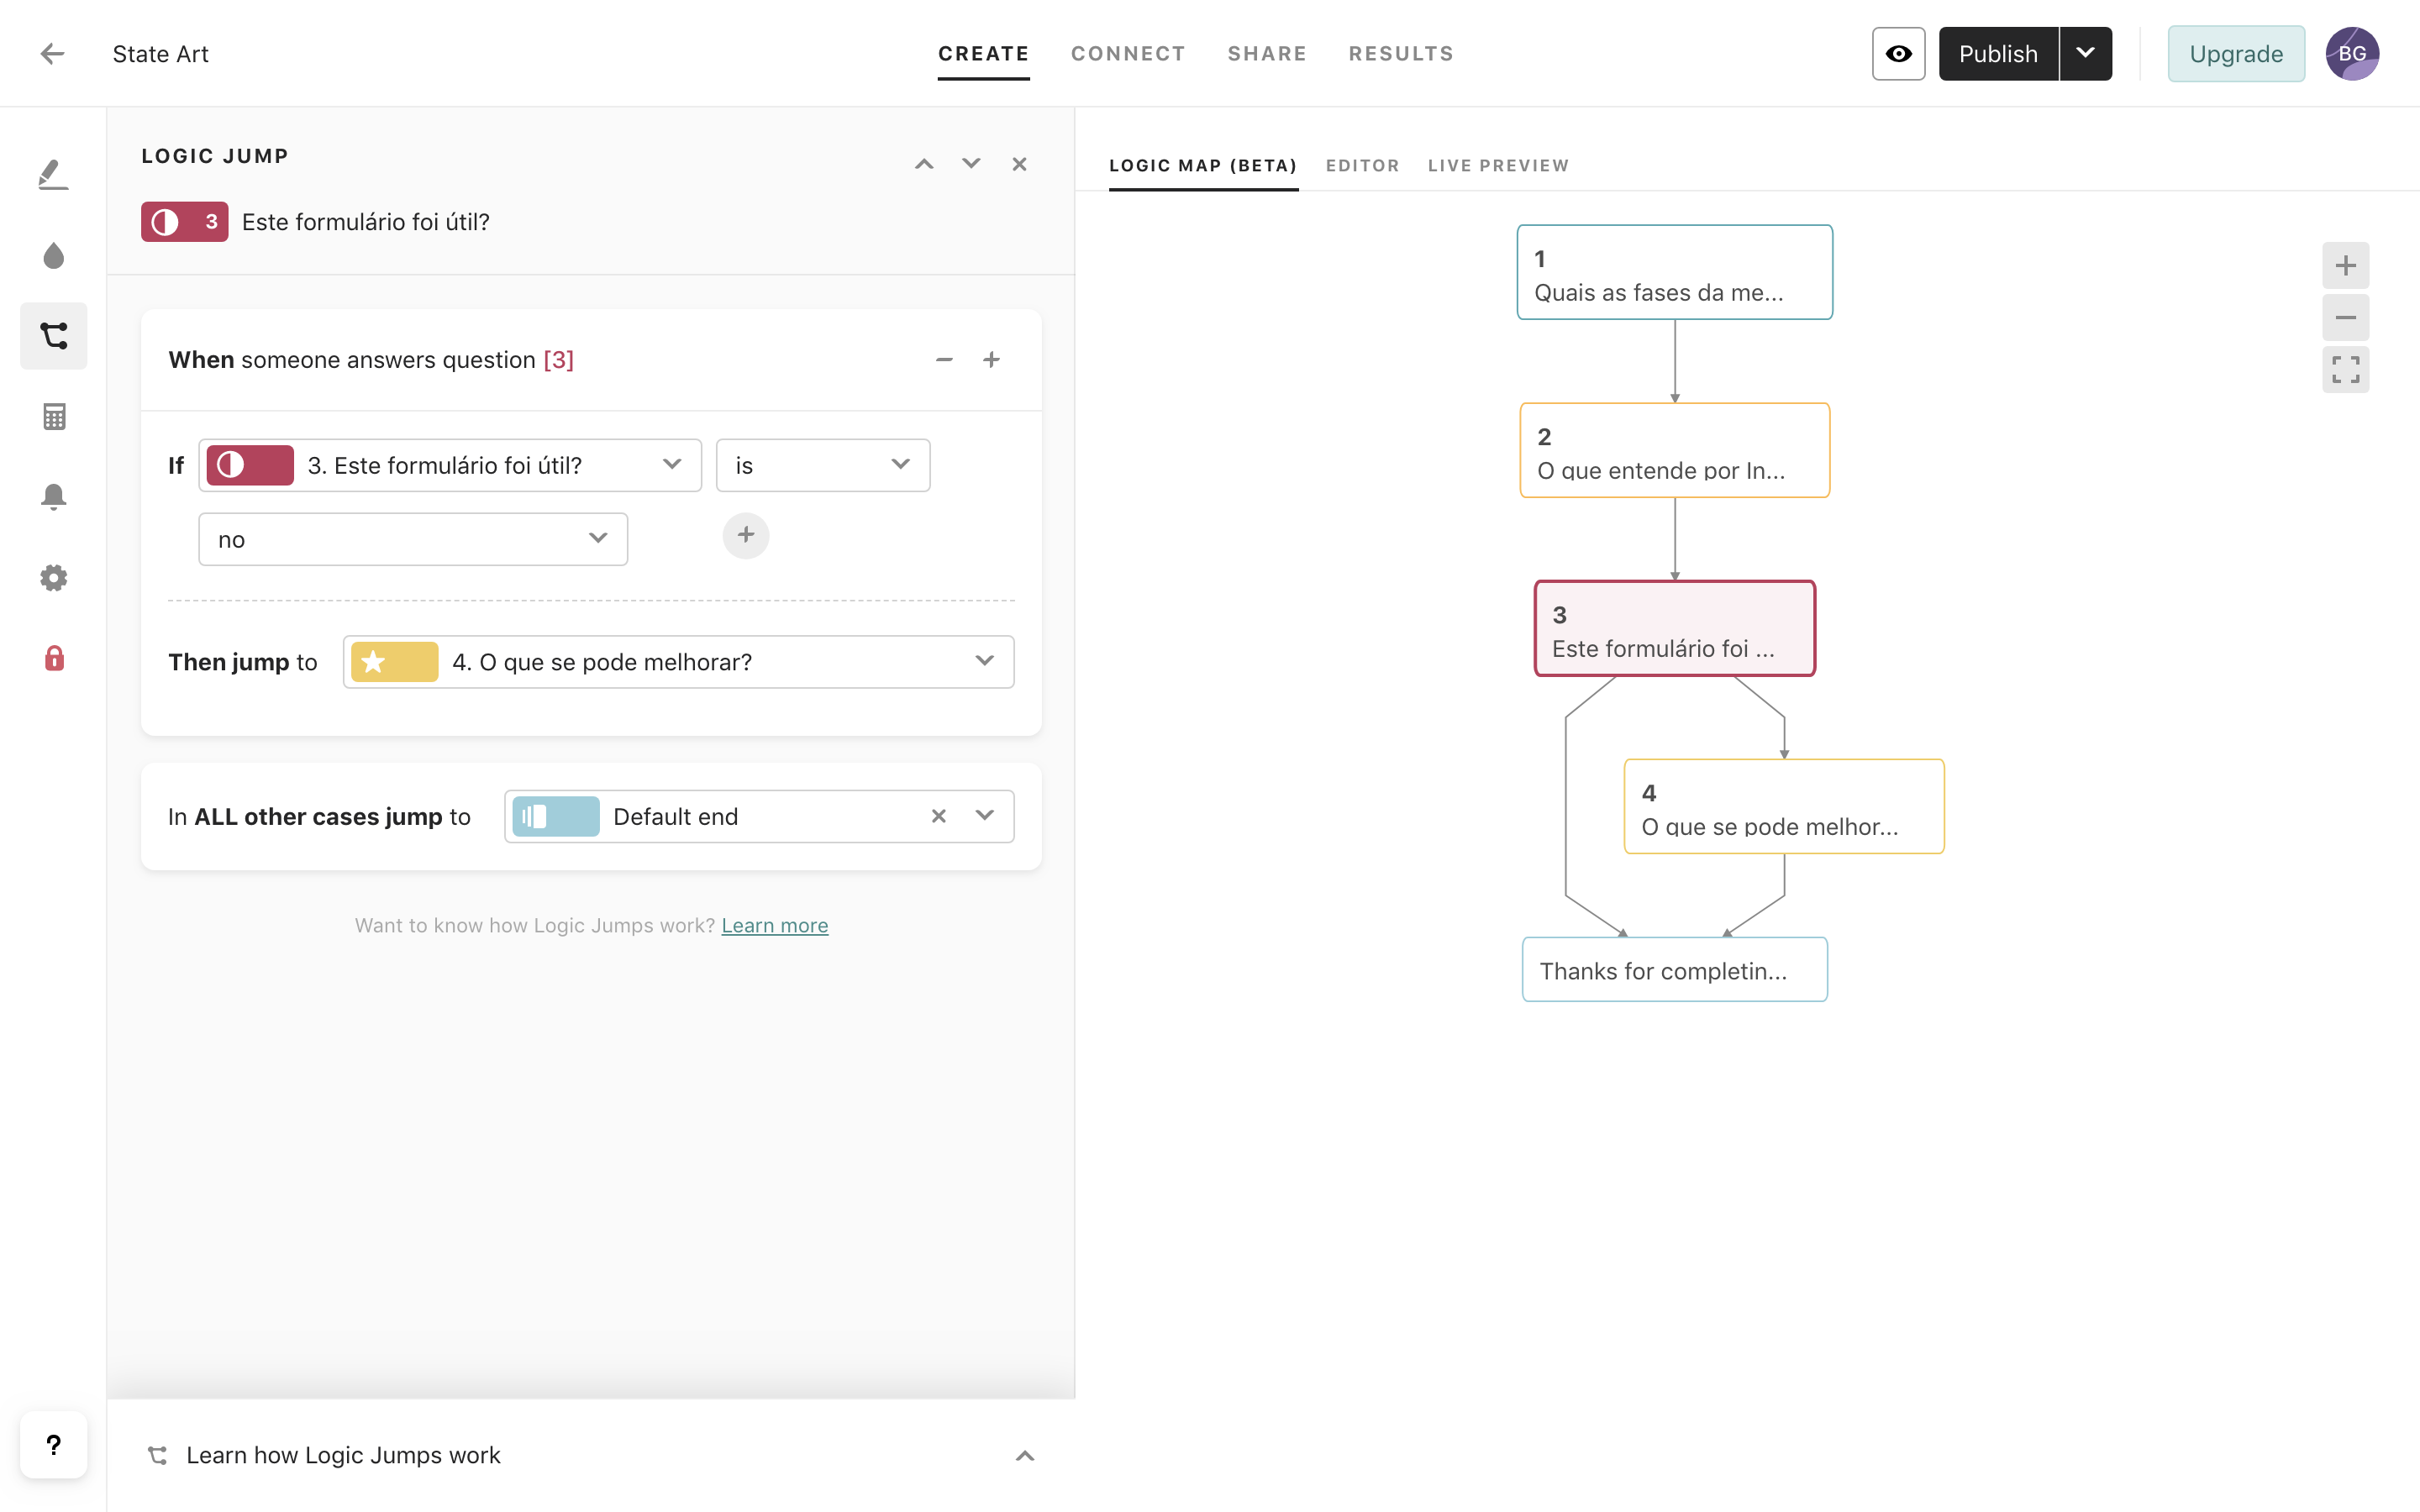 State Art
CREATE CONNECT SHARE RESULTS
Publish
Upgrade
BG
LOGIC JUMP
3 Este formulário foi útil?
When someone answers question [3]
If 3. Este formulário foi útil? is
no
Then jump to 4. O que se pode melhorar?
In ALL other cases jump to Default end
Want to know how Logic Jumps work? Learn more
? Learn how Logic Jumps work
LOGIC MAP (BETA) EDITOR LIVE PREVIEW
1
Quais as fases da me...
2
O que entende por In...
3
Este formulário foi ...
4
O que se pode melhor...
Thanks for completin...